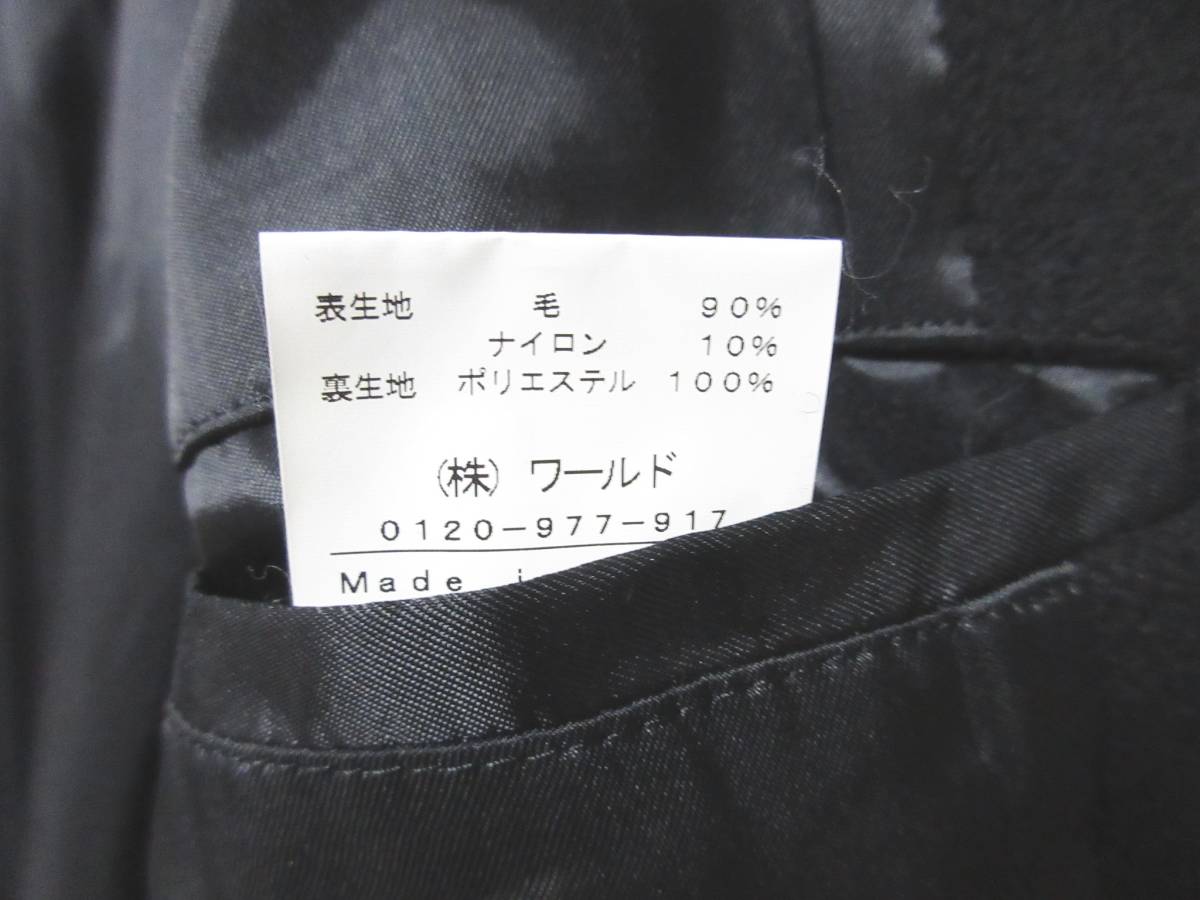 表生地 毛 90%
ナイロン 10%
裏生地 ポリエステル 100%
(株) ワールド
0120-977-917
Made